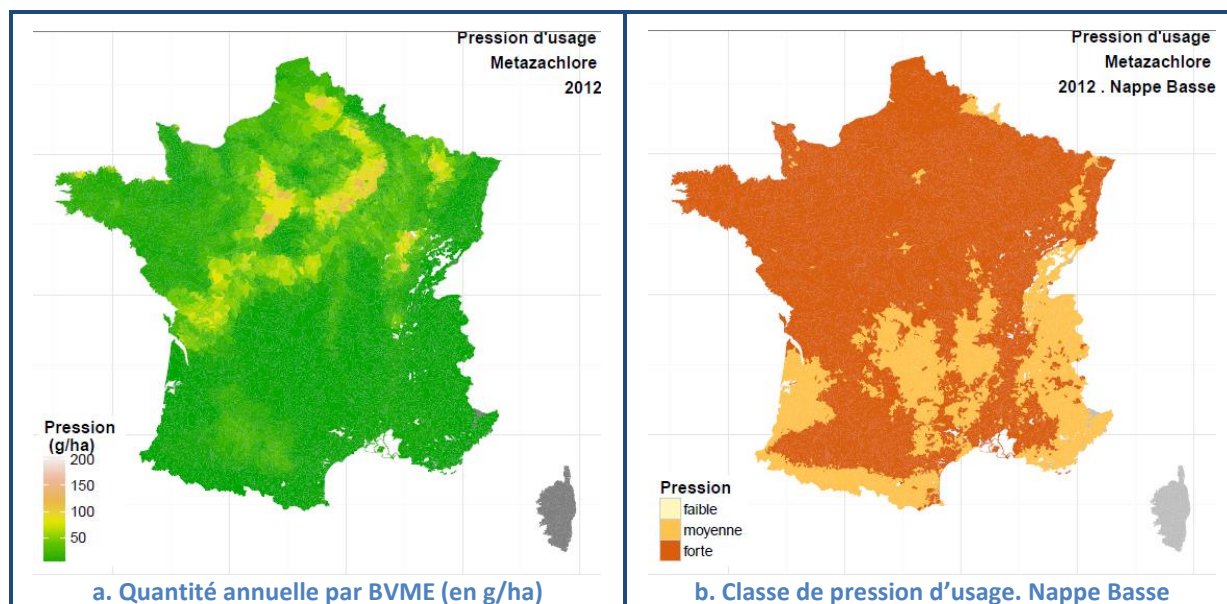 Pression d'usage
Metazachlore
2012
Pression
(g/ha)
200
150
100
50
a. Quantité annuelle par BVME (en g/ha)
Pression d'usage
Metazachlore
2012 . Nappe Basse
Pression
faible
moyenne
forte
b. Classe de pression d’usage. Nappe Basse